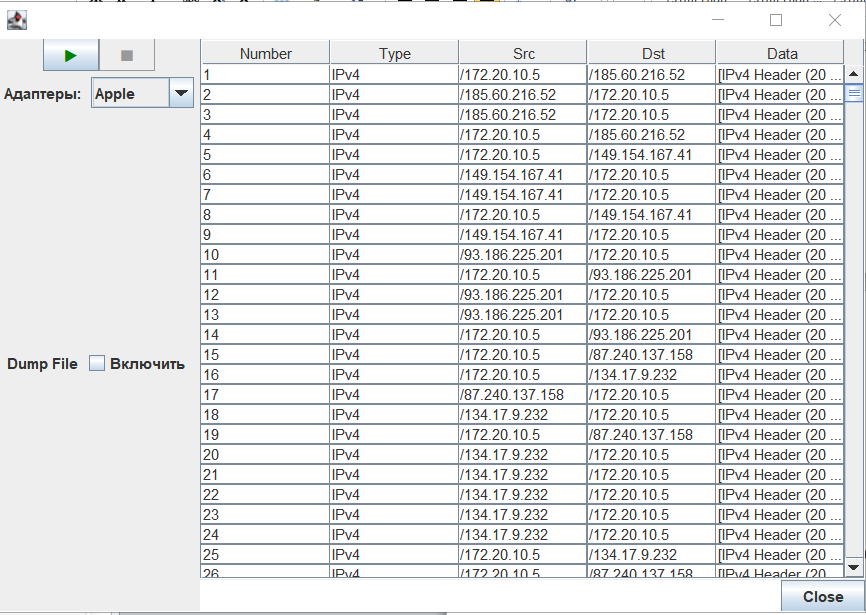 Number Type Src Dst Data
Адаптеры: Apple
1 IPv4 /172.20.10.5 /185.60.216.52 [IPv4 Header (20 ...
2 IPv4 /185.60.216.52 /172.20.10.5 [IPv4 Header (20 ...
3 IPv4 /185.60.216.52 /172.20.10.5 [IPv4 Header (20 ...
4 IPv4 /172.20.10.5 /185.60.216.52 [IPv4 Header (20 ...
5 IPv4 /172.20.10.5 /149.154.167.41 [IPv4 Header (20 ...
6 IPv4 /149.154.167.41 /172.20.10.5 [IPv4 Header (20 ...
7 IPv4 /149.154.167.41 /172.20.10.5 [IPv4 Header (20 ...
8 IPv4 /172.20.10.5 /149.154.167.41 [IPv4 Header (20 ...
9 IPv4 /149.154.167.41 /172.20.10.5 [IPv4 Header (20 ...
10 IPv4 /93.186.225.201 /172.20.10.5 [IPv4 Header (20 ...
11 IPv4 /172.20.10.5 /93.186.225.201 [IPv4 Header (20 ...
12 IPv4 /93.186.225.201 /172.20.10.5 [IPv4 Header (20 ...
13 IPv4 /93.186.225.201 /172.20.10.5 [IPv4 Header (20 ...
14 IPv4 /172.20.10.5 /93.186.225.201 [IPv4 Header (20 ...
Dump File Включить
15 IPv4 /172.20.10.5 /87.240.137.158 [IPv4 Header (20 ...
16 IPv4 /172.20.10.5 /134.17.9.232 [IPv4 Header (20 ...
17 IPv4 /87.240.137.158 /172.20.10.5 [IPv4 Header (20 ...
18 IPv4 /134.17.9.232 /172.20.10.5 [IPv4 Header (20 ...
19 IPv4 /172.20.10.5 /87.240.137.158 [IPv4 Header (20 ...
20 IPv4 /134.17.9.232 /172.20.10.5 [IPv4 Header (20 ...
21 IPv4 /134.17.9.232 /172.20.10.5 [IPv4 Header (20 ...
22 IPv4 /134.17.9.232 /172.20.10.5 [IPv4 Header (20 ...
23 IPv4 /134.17.9.232 /172.20.10.5 [IPv4 Header (20 ...
24 IPv4 /134.17.9.232 /172.20.10.5 [IPv4 Header (20 ...
25 IPv4 /172.20.10.5 /134.17.9.232 [IPv4 Header (20 ...
26 IPv4 /172.20.10.5 /87.240.137.158 [IPv4 Header (20 ...
Close